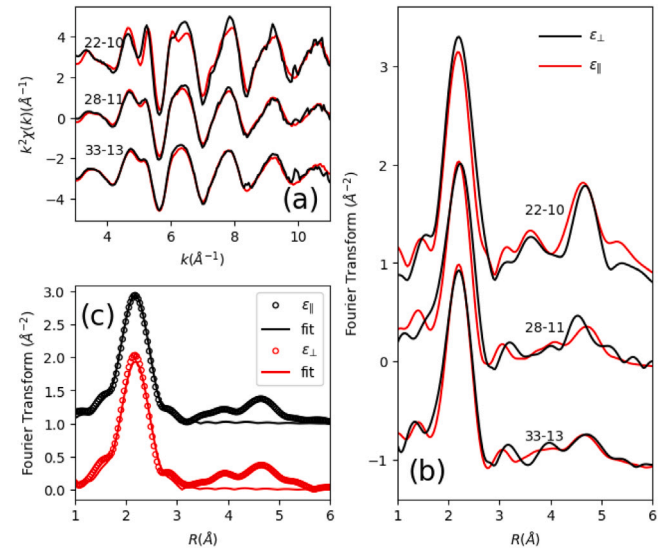 4
2
0
−2
−4
k²χ(k)(Å⁻¹)
22-10
28-11
33-13
(a)
4
6
8
10
k(Å⁻¹)
3.0
2.5
2.0
1.5
1.0
0.5
0.0
Fourier Transform (Å⁻²)
(c)
ε∥
fit
ε⊥
fit
1
2
3
4
5
6
R(Å)
3
2
1
0
−1
Fourier Transform (Å⁻²)
ε⊥
ε∥
22-10
28-11
33-13
(b)
1
2
3
4
5
6
R(Å)